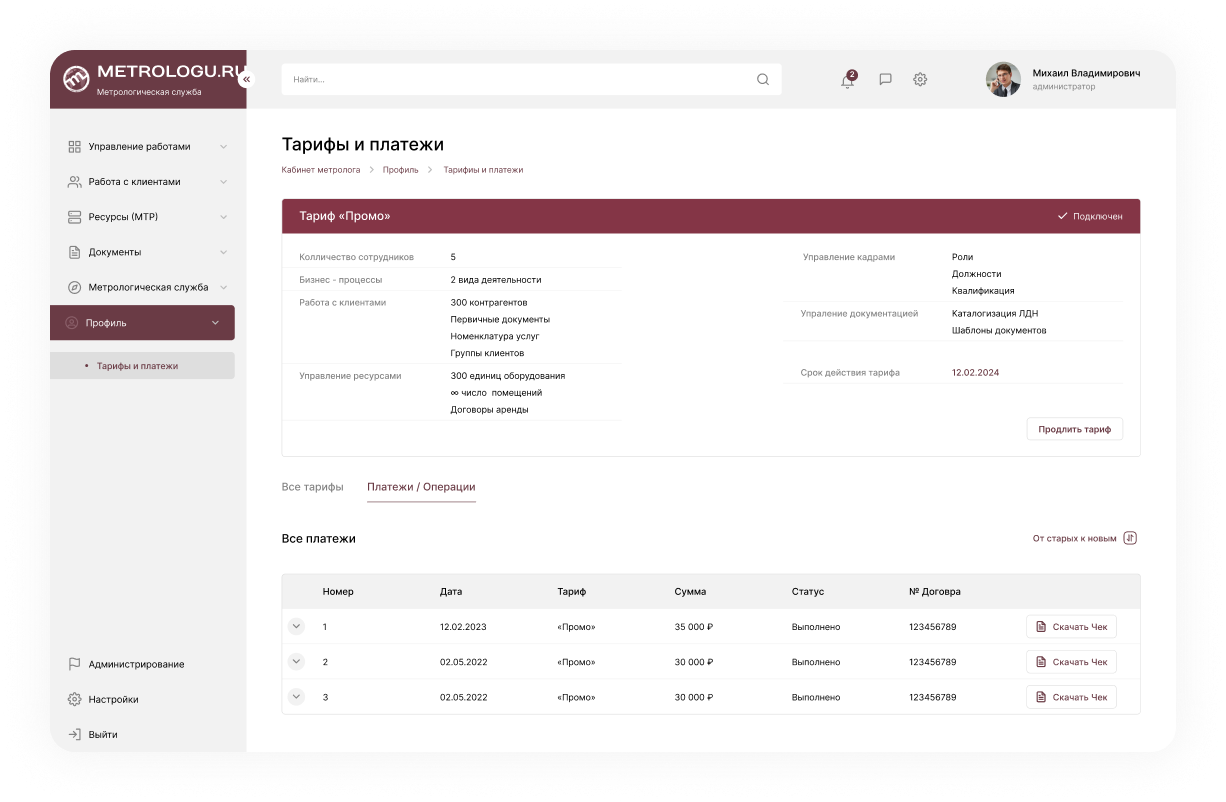 METROLOGU.RU
Метрологическая служба
«
Найти...
2
Михаил Владимирович
администратор
Управление работами
Работа с клиентами
Ресурсы (МТР)
Документы
Метрологическая служба
Профиль
Тарифы и платежи
Администрирование
Настройки
Выйти
Тарифы и платежи
Кабинет метролога > Профиль > Тарифиы и платежи
Тариф «Промо» Подключен
Колличество сотрудников 5
Бизнес - процессы 2 вида деятельности
Работа с клиентами 300 контрагентов
Первичные документы
Номенклатура услуг
Группы клиентов
Управление ресурсами 300 единиц оборудования
∞ число помещений
Договоры аренды
Управление кадрами Роли
Должности
Квалификация
Упраление документацией Каталогизация ЛДН
Шаблоны документов
Срок действия тарифа 12.02.2024
Продлить тариф
Все тарифы Платежи / Операции
Все платежи От старых к новым
Номер Дата Тариф Сумма Статус № Договра
1 12.02.2023 «Промо» 35 000 ₽ Выполнено 123456789 Скачать Чек
2 02.05.2022 «Промо» 30 000 ₽ Выполнено 123456789 Скачать Чек
3 02.05.2022 «Промо» 30 000 ₽ Выполнено 123456789 Скачать Чек